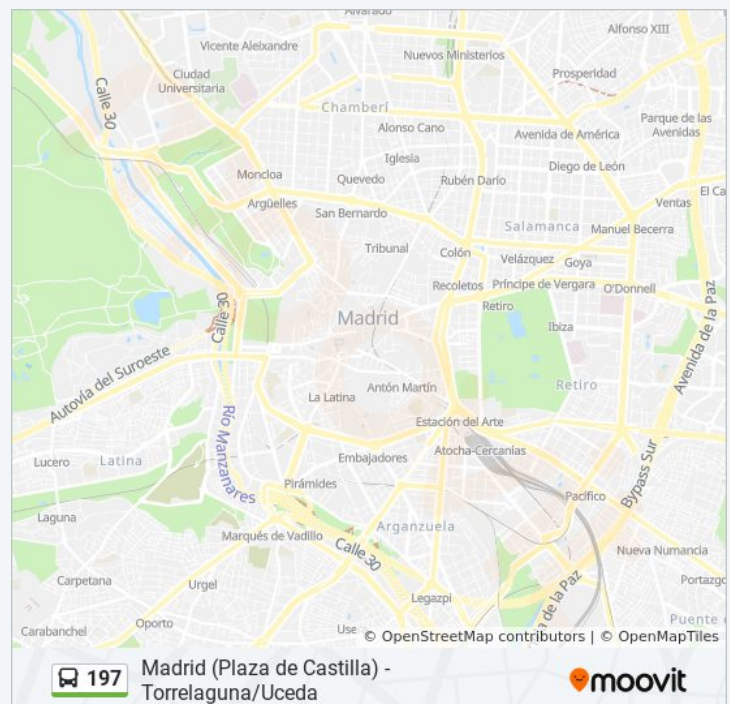 Alvarado
Alfonso XIII
Vicente Aleixandre
Nuevos Ministerios
Ciudad
Universitaria
Prosperidad
Calle 30
Chamberí
Parque de las
Avenidas
Alonso Cano
Avenida de América
Iglesia
Diego de León
Moncloa
Quevedo
Rubén Darío
El Ca
Argüelles
San Bernardo
Ventas
Salamanca
Manuel Becerra
Tribunal
Colón
Velázquez
Goya
Recoletos
Príncipe de Vergara
O'Donnell
Calle 30
Madrid
Retiro
Ibiza
Avenida de la Paz
Autovía del Suroeste
Antón Martín
Retiro
La Latina
Estación del Arte
Río Manzanares
Lucero
Latina
Embajadores
Atocha-Cercanías
Bypass Sur
Pirámides
Pacífico
Laguna
Arganzuela
Marqués de Vadillo
Calle 30
Nueva Numancia
Carpetana
Urgel
Portazgo
a de la Paz
Legazpi
Oporto
Puente
Carabanchel
Use
© OpenStreetMap contributors | © OpenMapTiles
197
Madrid (Plaza de Castilla) -
Torrelaguna/Uceda
moovit